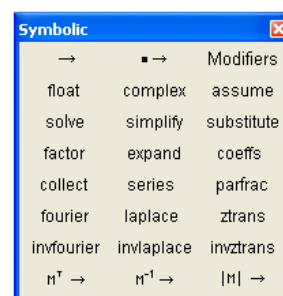 Symbolic
→ ▪ → Modifiers
float complex assume
solve simplify substitute
factor expand coeffs
collect series parfrac
fourier laplace ztrans
invfourier invlaplace invztrans
Mᵀ → M⁻¹ → |M| →